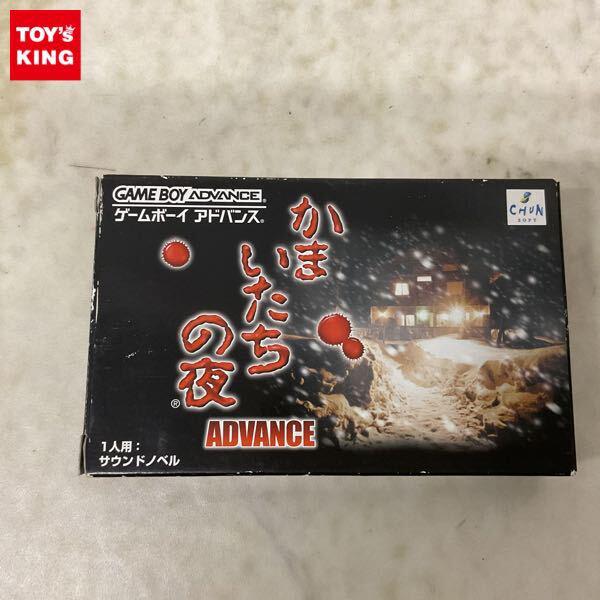 TOY's
KING
GAME BOY ADVANCE
ゲームボーイ アドバンス
CHUN
SOFT
かま
いたち
の夜
®
ADVANCE
1人用:
サウンドノベル